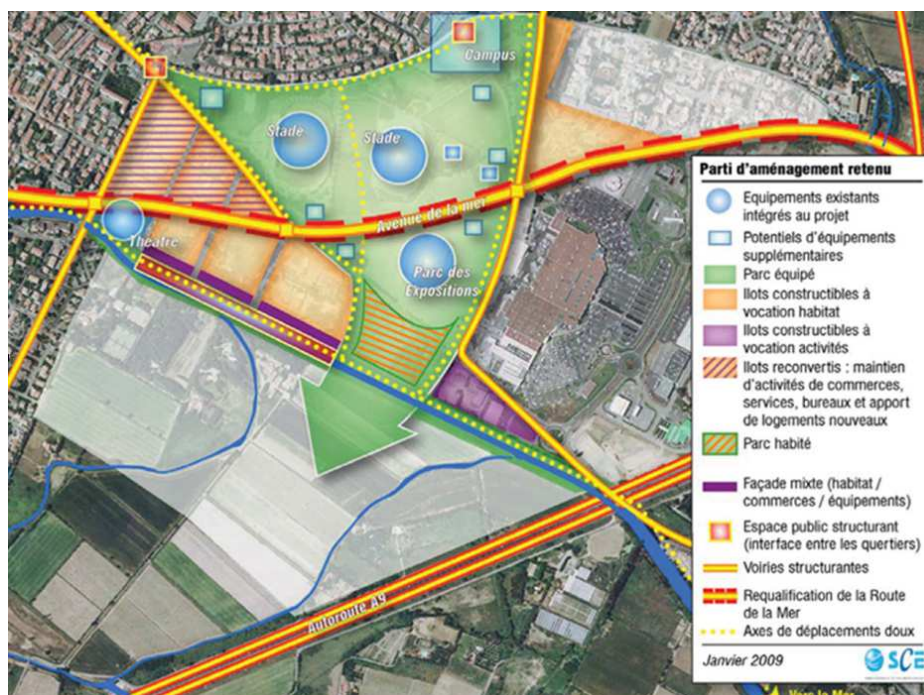 Campus
Stade
Stade
Avenue de la mer
Théatre
Parc des
Expositions
Autoroute A9
Parti d'aménagement retenu
Equipements existants
intégrés au projet
Potentiels d'équipements
supplémentaires
Parc équipé
Ilots constructibles à
vocation habitat
Ilots constructibles à
vocation activités
Ilots reconvertis : maintien
d'activités de commerces,
services, bureaux et apport
de logements nouveaux
Parc habité
Façade mixte (habitat /
commerces / équipements)
Espace public structurant
(interface entre les quertiers)
Voiries structurantes
Requalification de la Route
de la Mer
Axes de déplacements doux
Janvier 2009
SCE